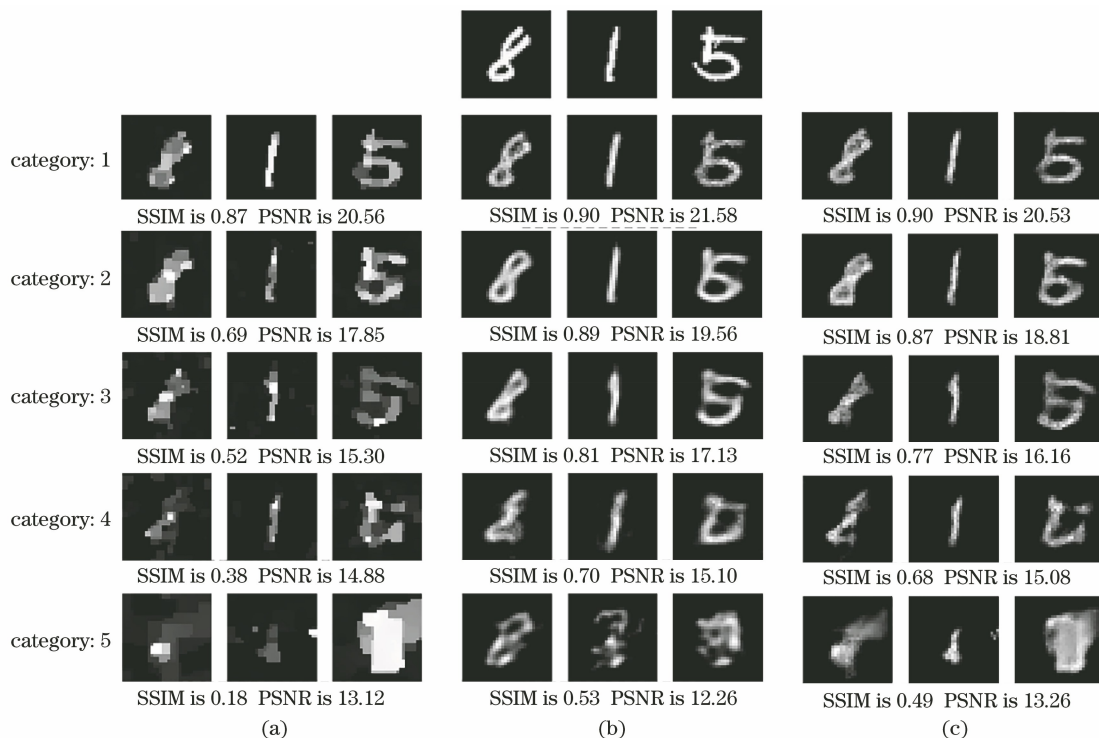 8 1 5
category: 1
SSIM is 0.87 PSNR is 20.56
SSIM is 0.90 PSNR is 21.58
SSIM is 0.90 PSNR is 20.53
category: 2
SSIM is 0.69 PSNR is 17.85
SSIM is 0.89 PSNR is 19.56
SSIM is 0.87 PSNR is 18.81
category: 3
SSIM is 0.52 PSNR is 15.30
SSIM is 0.81 PSNR is 17.13
SSIM is 0.77 PSNR is 16.16
category: 4
SSIM is 0.38 PSNR is 14.88
SSIM is 0.70 PSNR is 15.10
SSIM is 0.68 PSNR is 15.08
category: 5
SSIM is 0.18 PSNR is 13.12
SSIM is 0.53 PSNR is 12.26
SSIM is 0.49 PSNR is 13.26
(a)
(b)
(c)